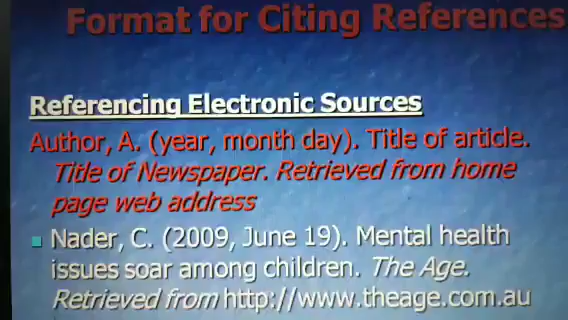 Format for Citing References
Referencing Electronic Sources
Author, A. (year, month day). Title of article.
Title of Newspaper. Retrieved from home
page web address
Nader, C. (2009, June 19). Mental health
issues soar among children. The Age.
Retrieved from http://www.theage.com.au